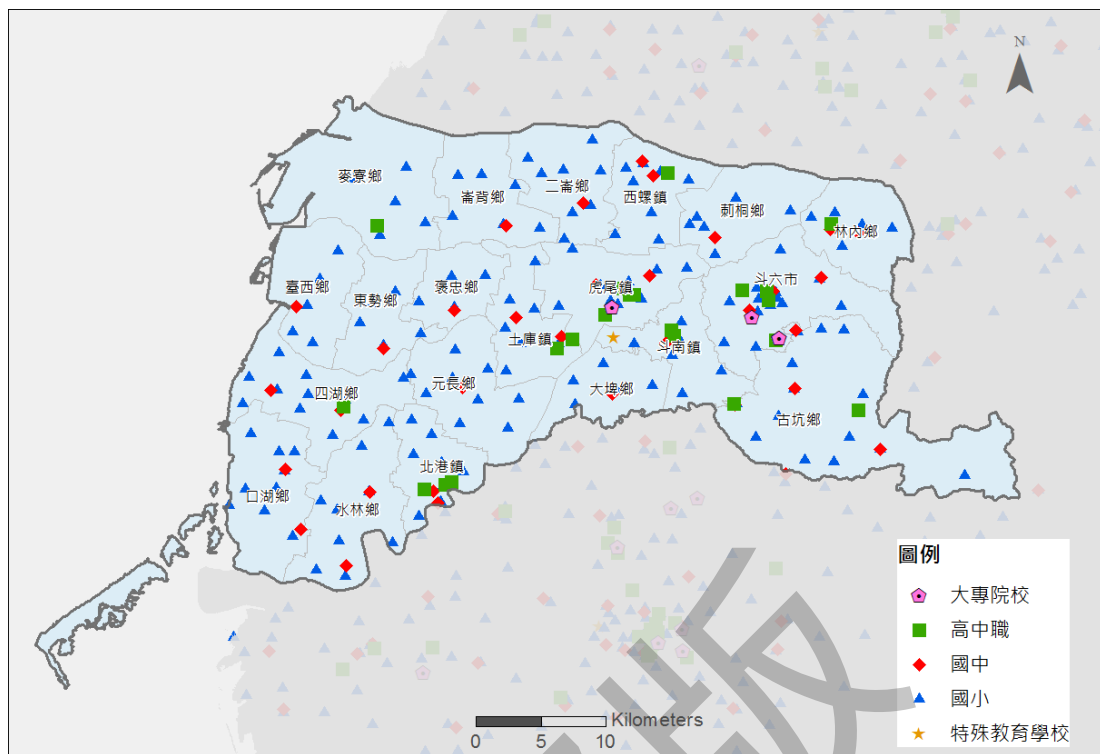 N
麥寮鄉
崙背鄉
二崙鄉
西螺鎮
莿桐鄉
林內鄉
臺西鄉
東勢鄉
褒忠鄉
虎尾鎮
斗六市
土庫鎮
斗南鎮
四湖鄉
元長鄉
大埤鄉
古坑鄉
北港鎮
口湖鄉
水林鄉
圖例
大專院校
高中職
國中
國小
特殊教育學校
Kilometers
0 5 10
版